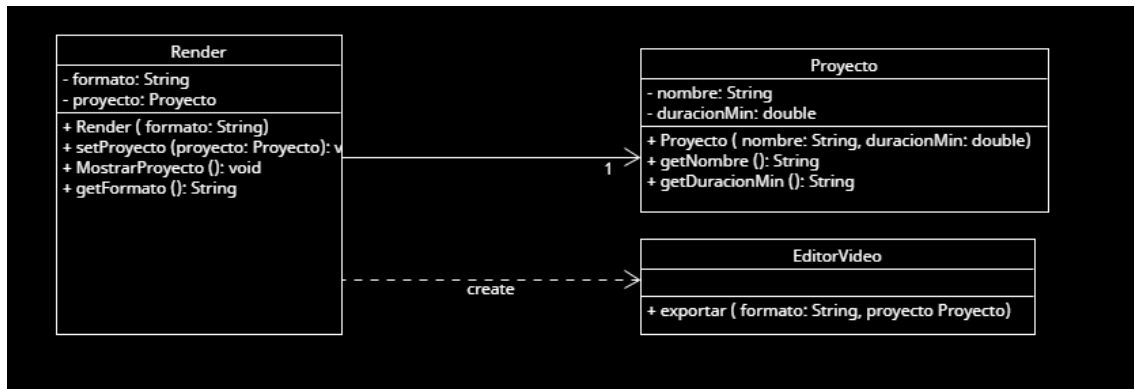 Render
- formato: String
- proyecto: Proyecto
+ Render ( formato: String)
+ setProyecto (proyecto: Proyecto): v
+ MostrarProyecto (): void
+ getFormato (): String
1
Proyecto
- nombre: String
- duracionMin: double
+ Proyecto ( nombre: String, duracionMin: double)
+ getNombre (): String
+ getDuracionMin (): String
create
EditorVideo
+ exportar ( formato: String, proyecto Proyecto)